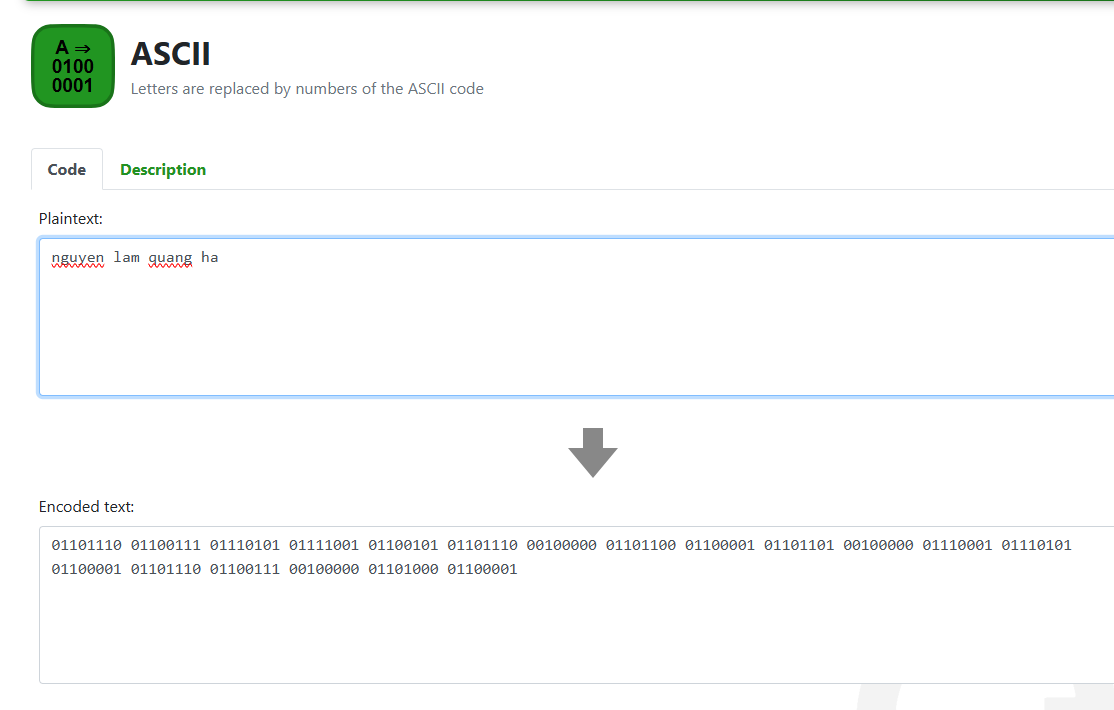 A ⇒
0100
0001
ASCII
Letters are replaced by numbers of the ASCII code
Code Description
Plaintext:
nguyen lam quang ha
Encoded text:
01101110 01100111 01110101 01111001 01100101 01101110 00100000 01101100 01100001 01101101 00100000 01110001 01110101
01100001 01101110 01100111 00100000 01101000 01100001